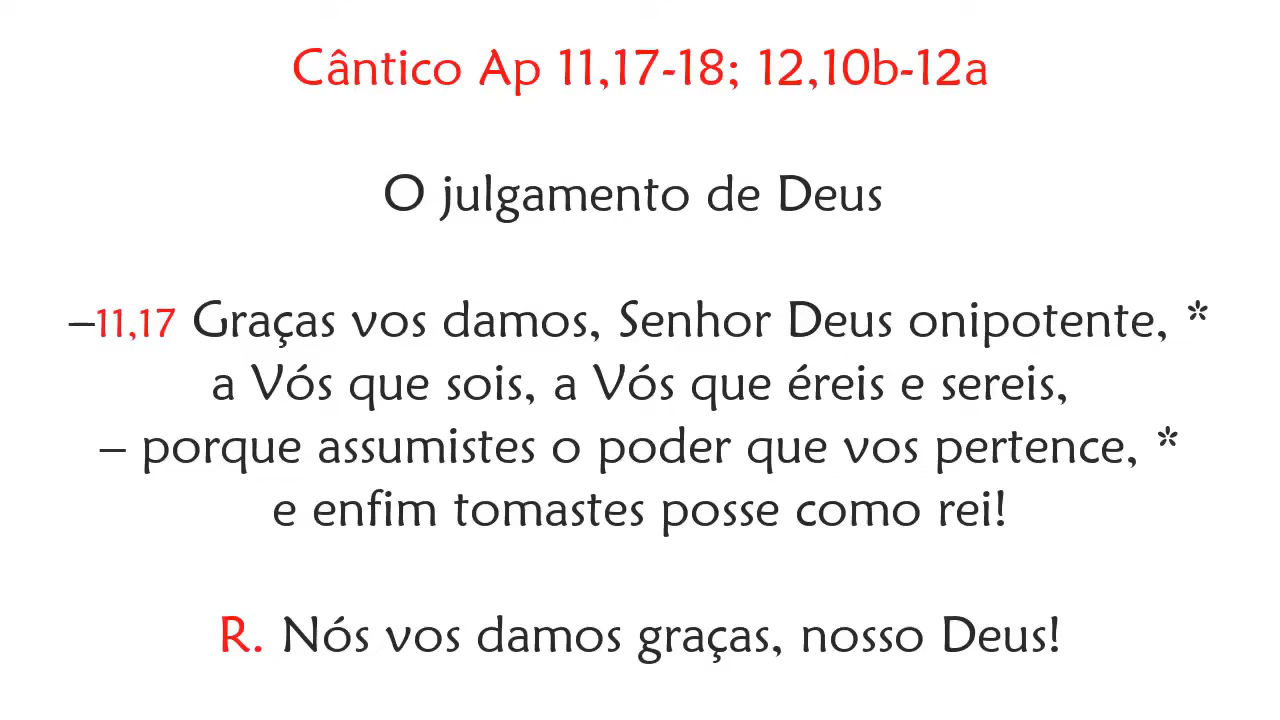 Cântico Ap 11,17-18; 12,10b-12a
O julgamento de Deus
–11,17 Graças vos damos, Senhor Deus onipotente, *
a Vós que sois, a Vós que éreis e sereis,
– porque assumistes o poder que vos pertence, *
e enfim tomastes posse como rei!
R. Nós vos damos graças, nosso Deus!